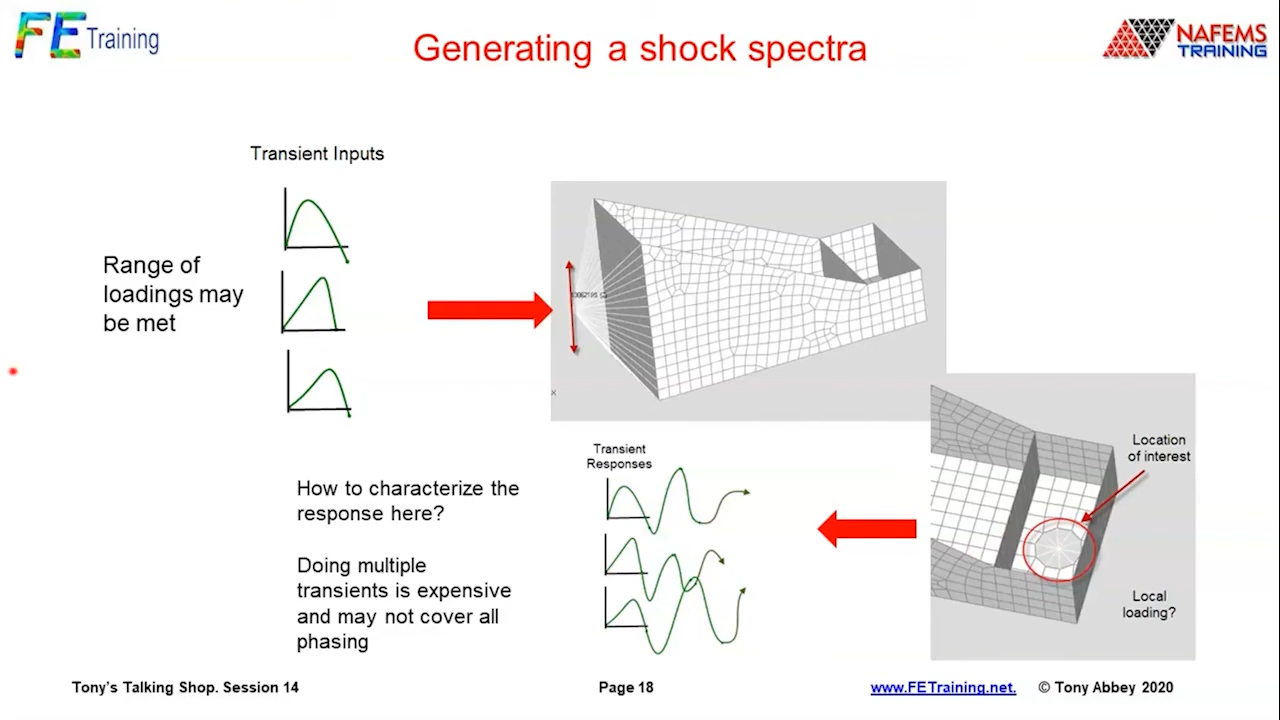 FE Training
Generating a shock spectra
NAFEMS
TRAINING
Transient Inputs
Range of
loadings may
be met
Transient
Responses
Location
of interest
How to characterize the
response here?
Doing multiple
transients is expensive
and may not cover all
phasing
Local
loading?
Tony's Talking Shop. Session 14
Page 18
www.FETraining.net.
© Tony Abbey 2020